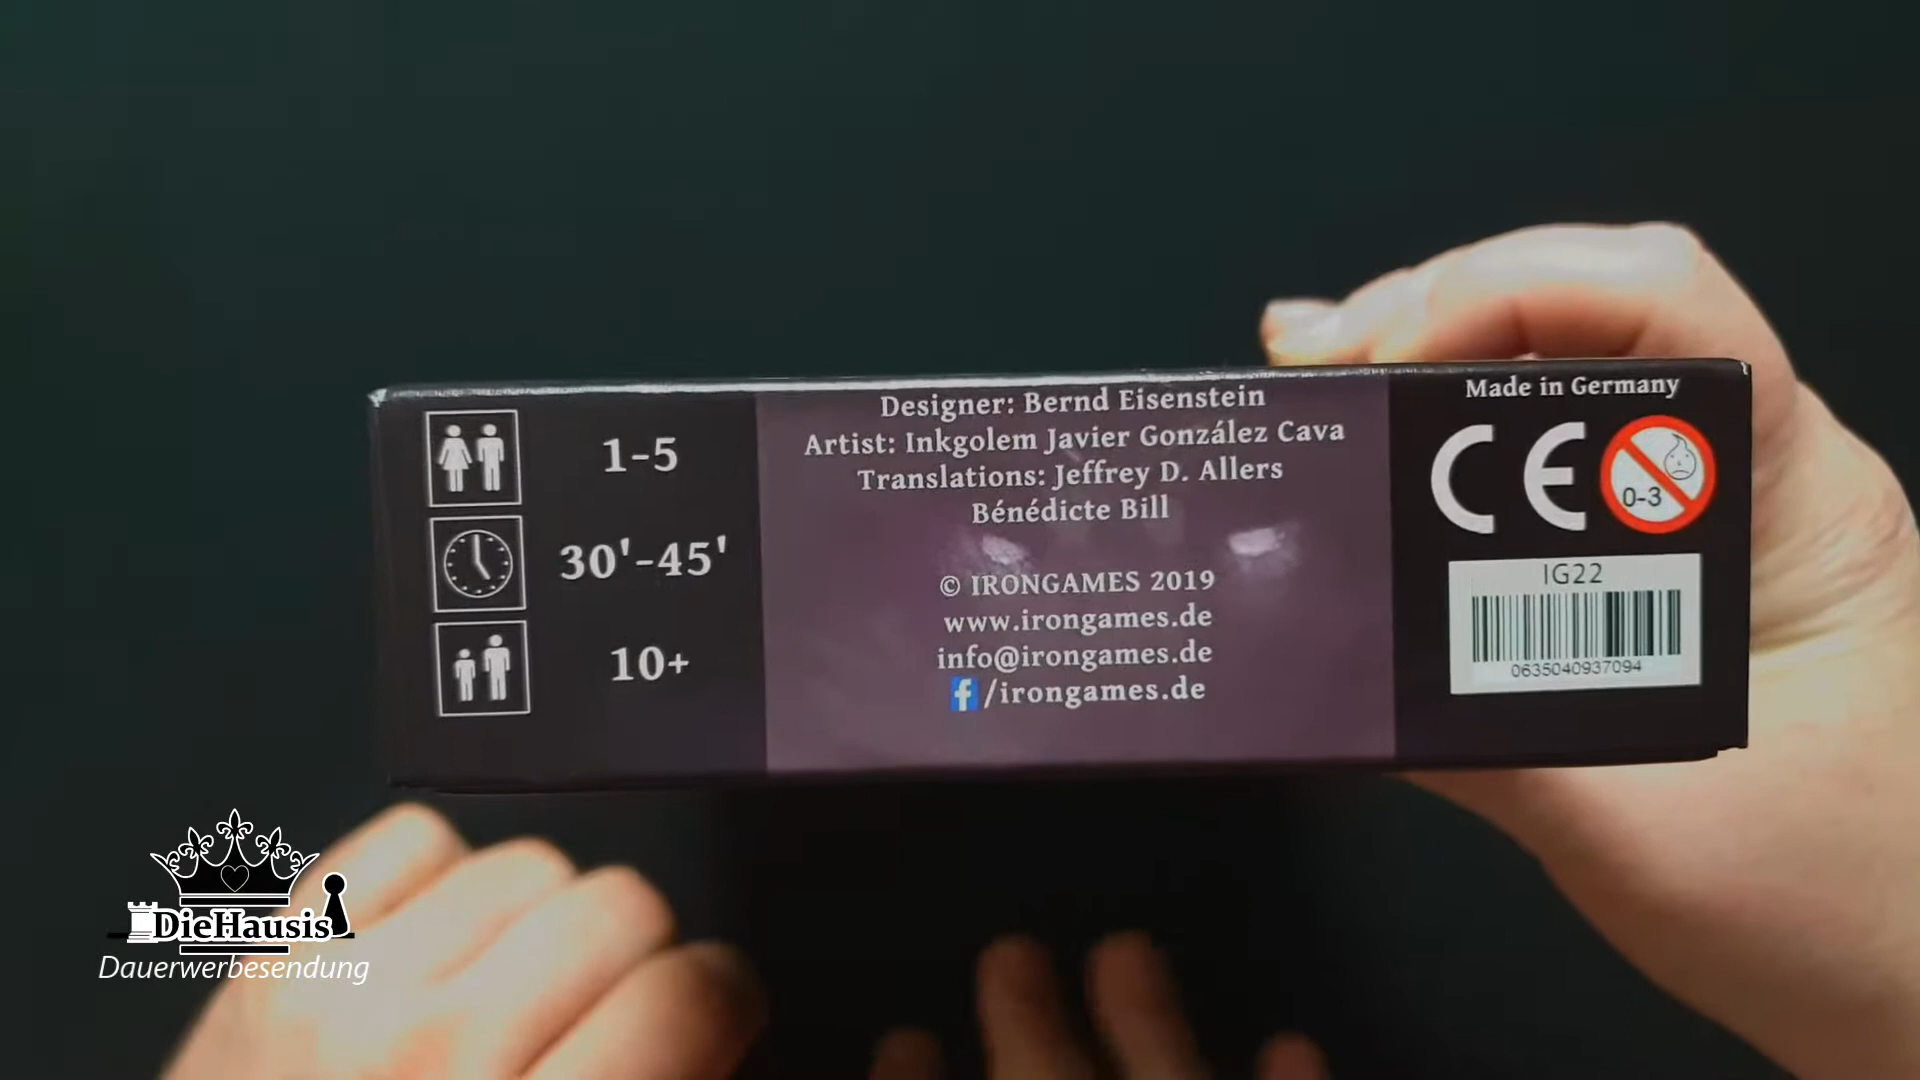 1-5
30'-45'
10+
Designer: Bernd Eisenstein
Artist: Inkgolem Javier González Cava
Translations: Jeffrey D. Allers
Bénédicte Bill
© IRONGAMES 2019
www.irongames.de
info@irongames.de
f/irongames.de
Made in Germany
CE
0-3
IG22
0635040937094
DieHausis
Dauerwerbesendung